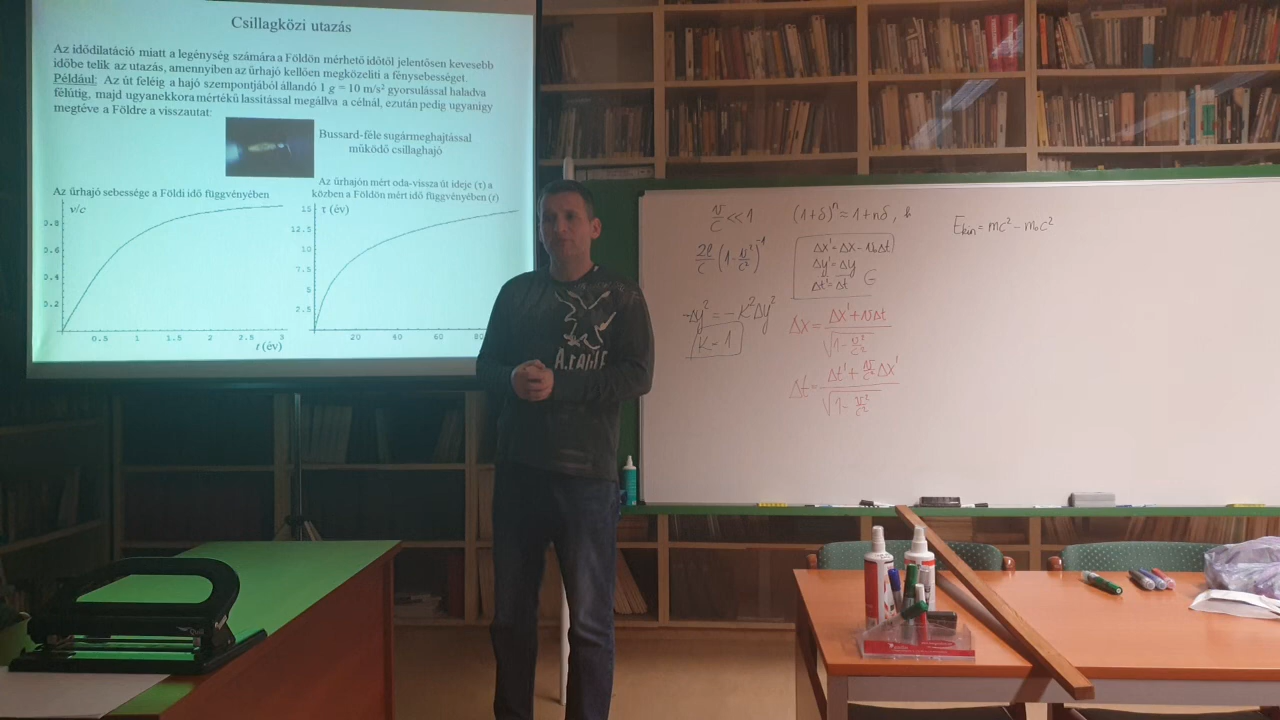 Csillagközi utazás
Az idődilatáció miatt a legénység számára a Földön mérhető időtől jelentősen kevesebb
időbe telik az utazás, amennyiben az űrhajó kellően megközelíti a fénysebességet.
Például: Az út feléig a hajó szempontjából állandó 1 g = 10 m/s² gyorsulással haladva
félútig, majd ugyanekkora mértékű lassítással megállva a célnál, ezután pedig ugyanígy
megtéve a Földre a visszautat:
Bussard-féle sugármeghajtással
működő csillaghajó
Az űrhajó sebessége a Földi idő függvényében
v/c
0.8
0.6
0.4
0.2
0.5 1 1.5 2 2.5 3
t (év)
Az űrhajón mért oda-vissza út ideje (τ) a
közben a Földön mért idő függvényében (t)
15 τ (év)
12.5
10
7.5
5
2.5
20 40 60 80
v/c << 1
2l/c (1 - v²/c²)⁻¹
-Δy² = -K²Δy²
K = 1
(1+δ)ⁿ ≈ 1 + nδ ,
Δx' = Δx - v₀Δt
Δy' = Δy
Δt' = Δt G
Δx = (Δx' + vΔt)/√(1 - v²/c²)
Δt = (Δt' + v/c² Δx')/√(1 - v²/c²)
E_kin = mc² - m₀c²